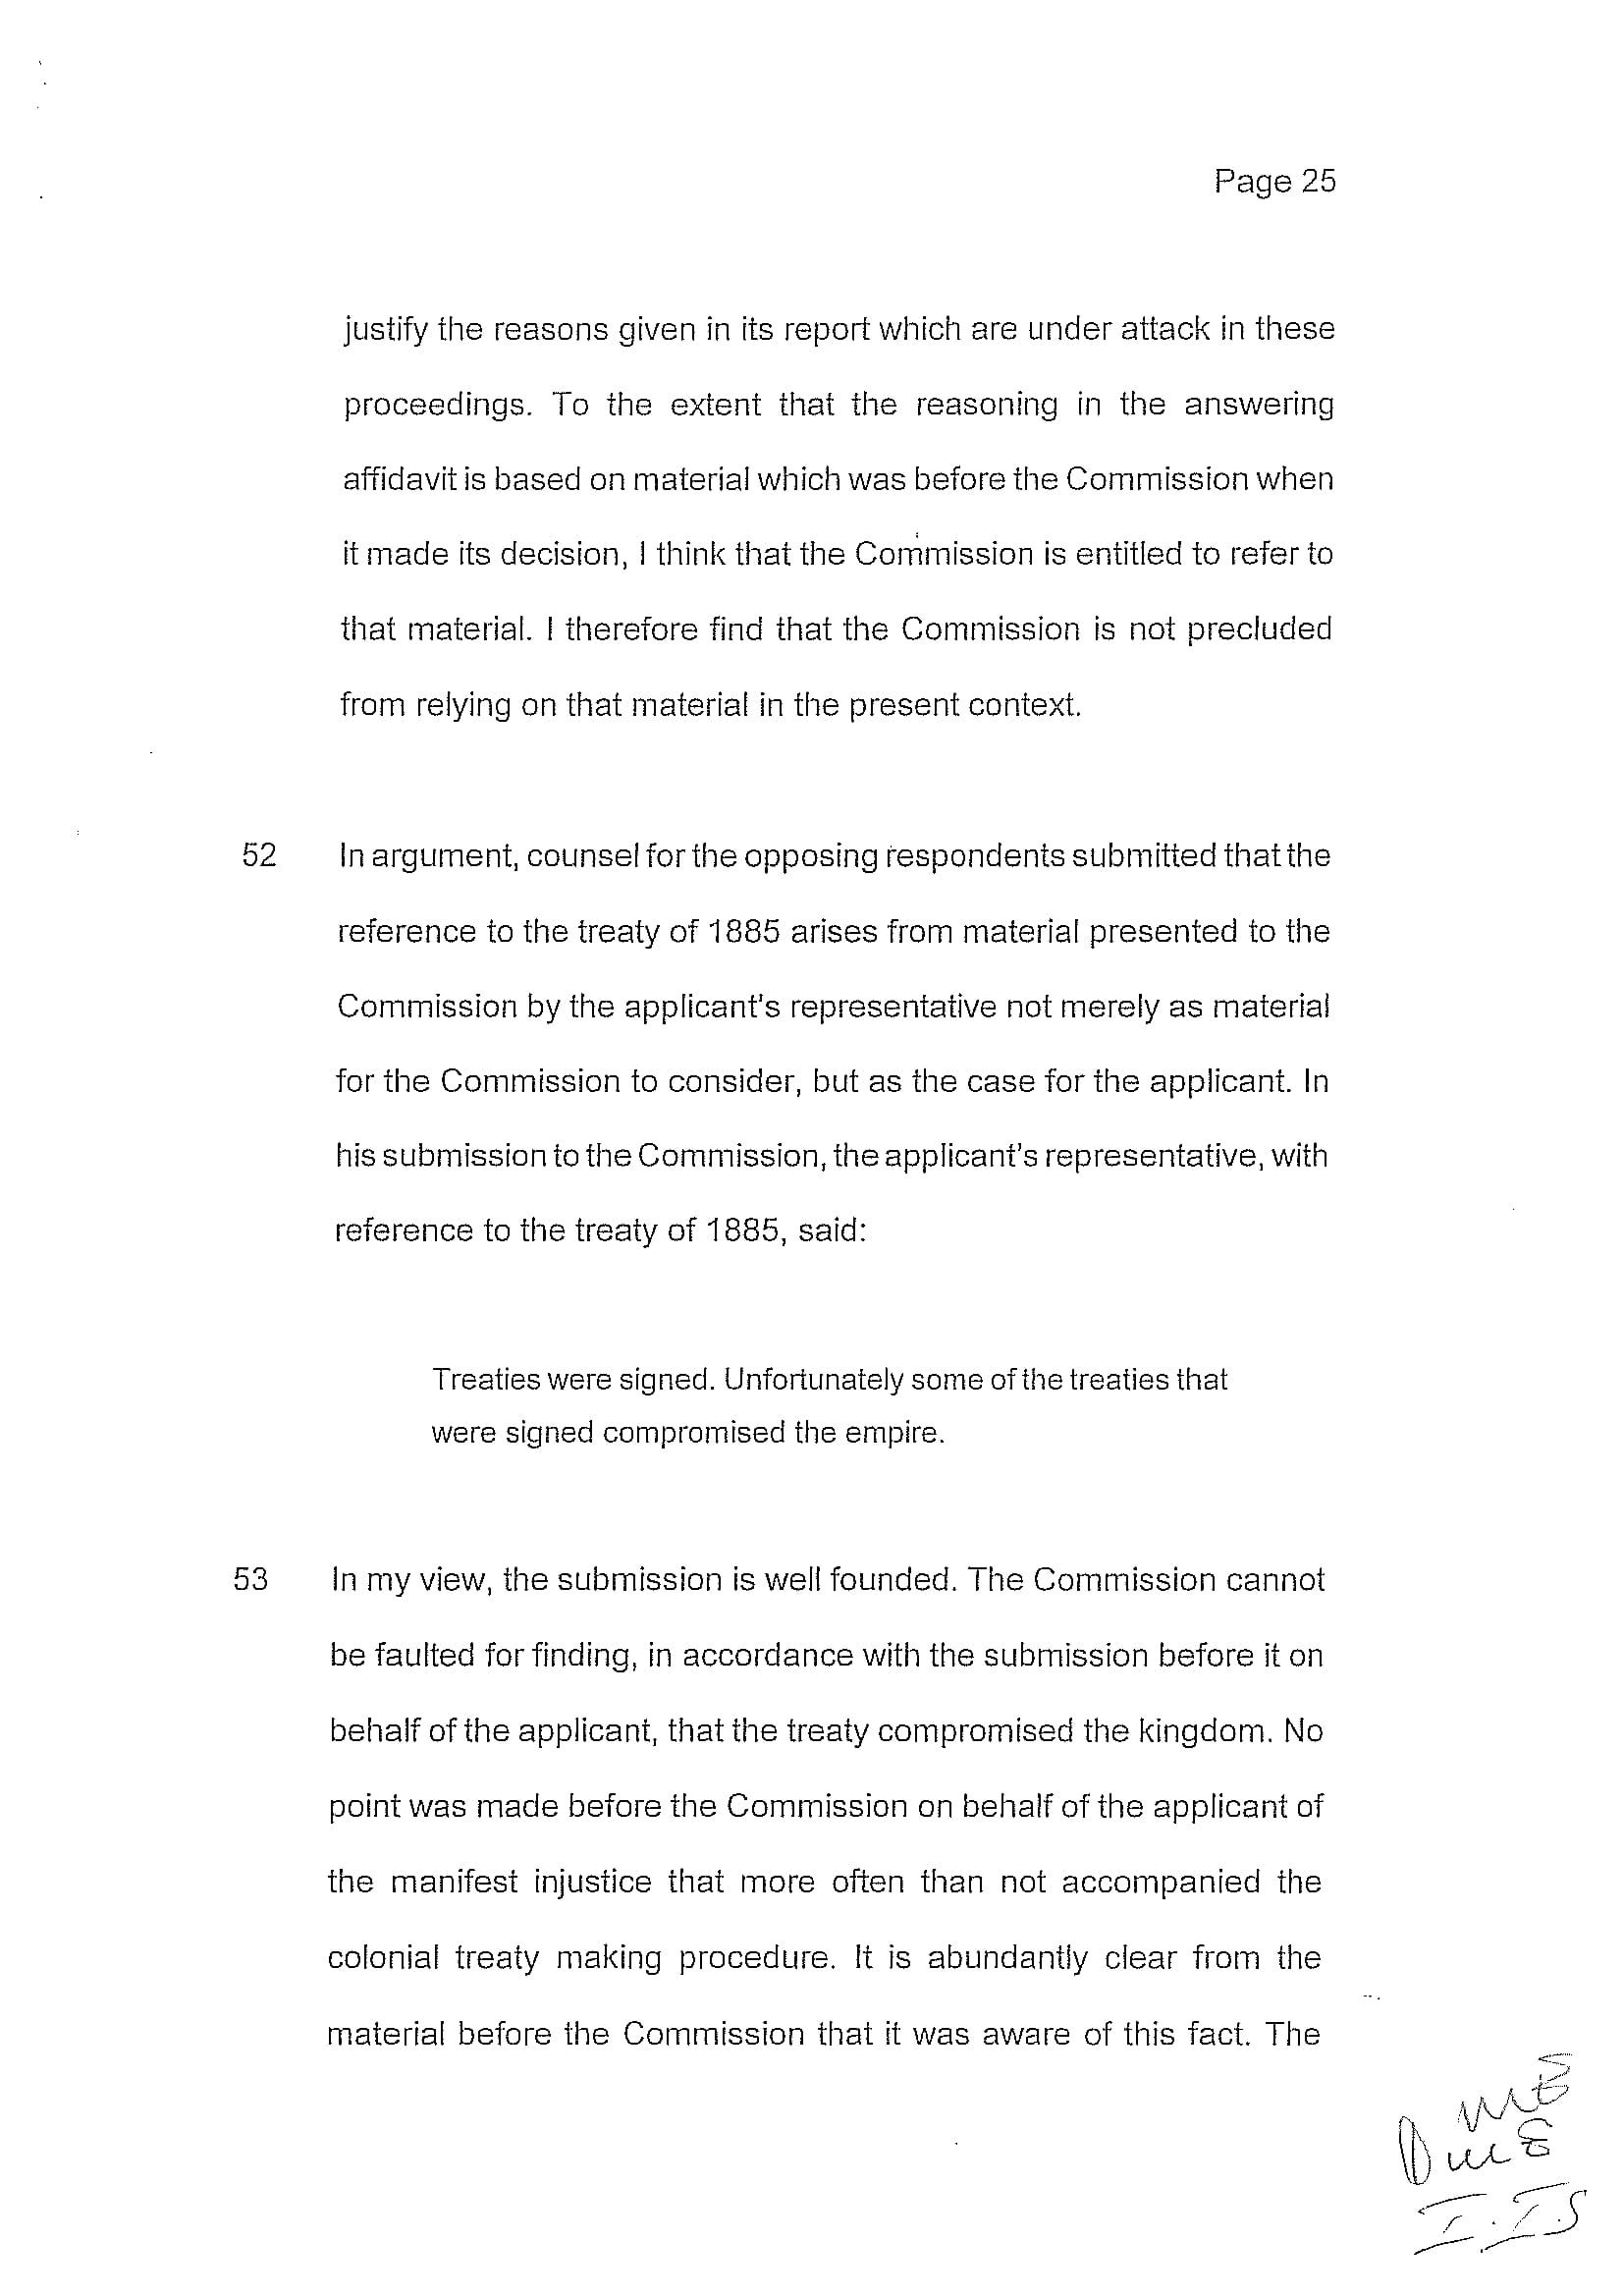 Page 25
justify the reasons given in its report which are under attack in these
proceedings. To the extent that the reasoning in the answering
affidavit is based on material which was before the Commission when
it made its decision, I think that the Commission is entitled to refer to
that material. I therefore find that the Commission is not precluded
from relying on that material in the present context.
52 In argument, counsel for the opposing respondents submitted that the
reference to the treaty of 1885 arises from material presented to the
Commission by the applicant's representative not merely as material
for the Commission to consider, but as the case for the applicant. In
his submission to the Commission, the applicant's representative, with
reference to the treaty of 1885, said:
Treaties were signed. Unfortunately some of the treaties that
were signed compromised the empire.
53 In my view, the submission is well founded. The Commission cannot
be faulted for finding, in accordance with the submission before it on
behalf of the applicant, that the treaty compromised the kingdom. No
point was made before the Commission on behalf of the applicant of
the manifest injustice that more often than not accompanied the
colonial treaty making procedure. It is abundantly clear from the
material before the Commission that it was aware of this fact. The